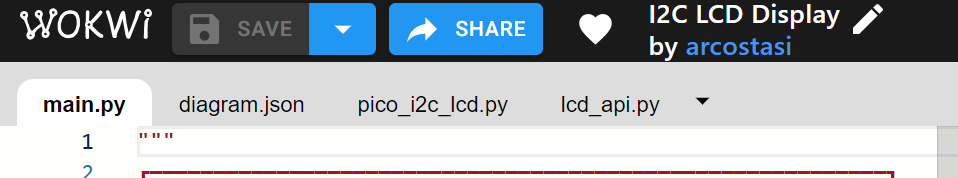 WOKWi
SAVE
SHARE
I2C LCD Display
by arcostasi
main.py
diagram.json
pico_i2c_lcd.py
lcd_api.py
1
"""
2